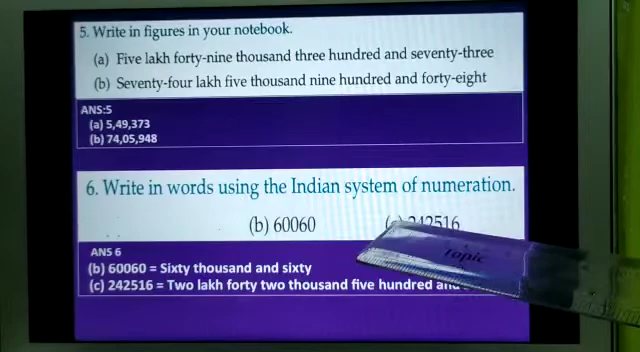 5. Write in figures in your notebook.
(a) Five lakh forty-nine thousand three hundred and seventy-three
(b) Seventy-four lakh five thousand nine hundred and forty-eight
ANS:5
(a) 5,49,373
(b) 74,05,948
6. Write in words using the Indian system of numeration.
(b) 60060 (c) 242516
Topic
ANS 6
(b) 60060 = Sixty thousand and sixty
(c) 242516 = Two lakh forty two thousand five hundred and